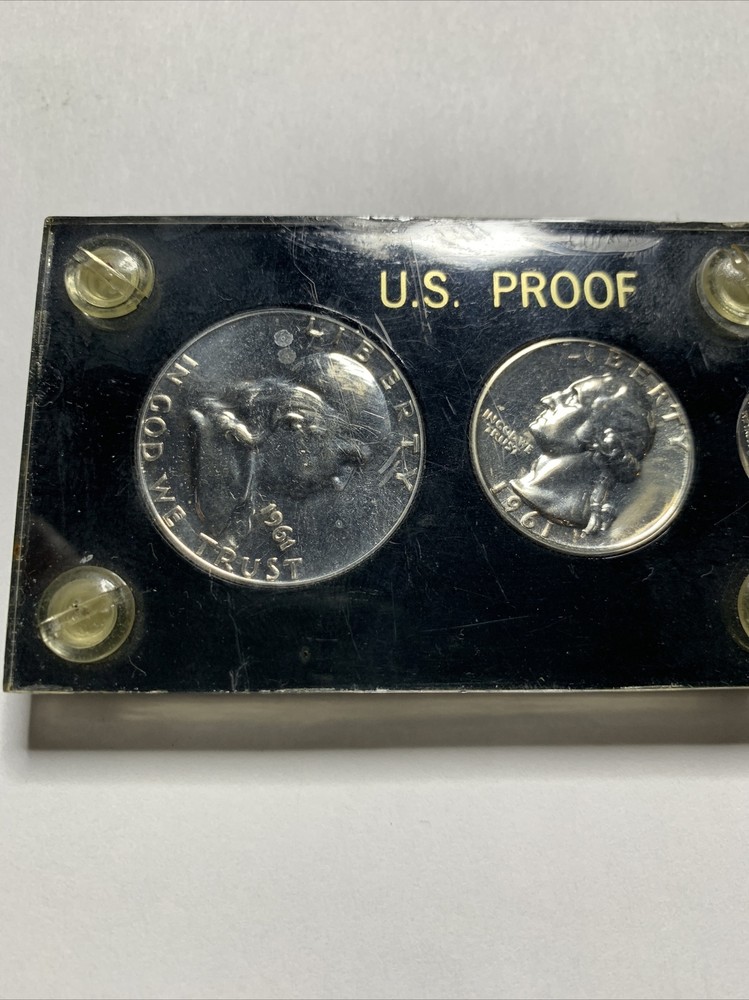 U.S. PROOF
LIBERTY
IN GOD WE TRUST
1961
LIBERTY
IN GOD WE
TRUST
1961